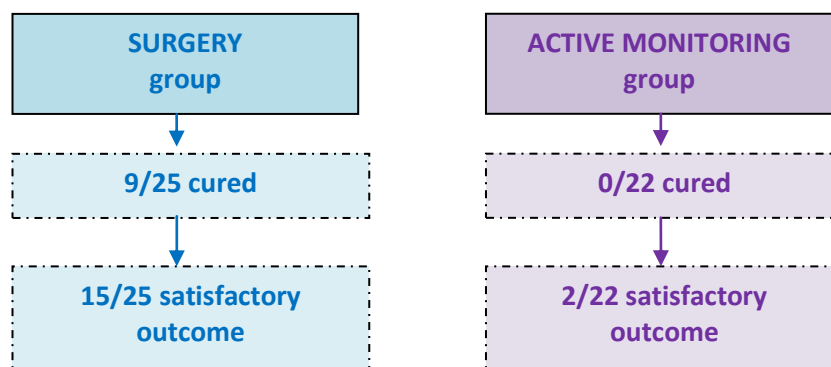 SURGERY
group
ACTIVE MONITORING
group
9/25 cured
0/22 cured
15/25 satisfactory
outcome
2/22 satisfactory
outcome